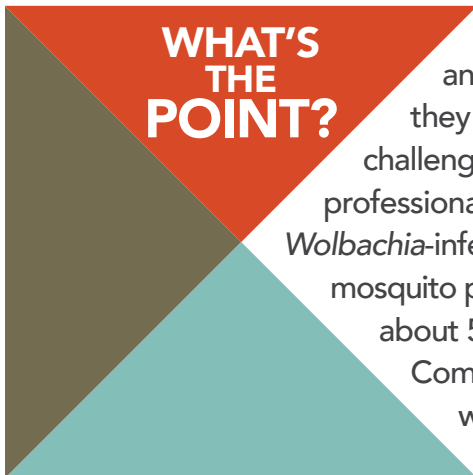 WHAT'S
THE
POINT?
an
they
challeng
professiona
Wolbachia-infe
mosquito p
about 5
Com
w